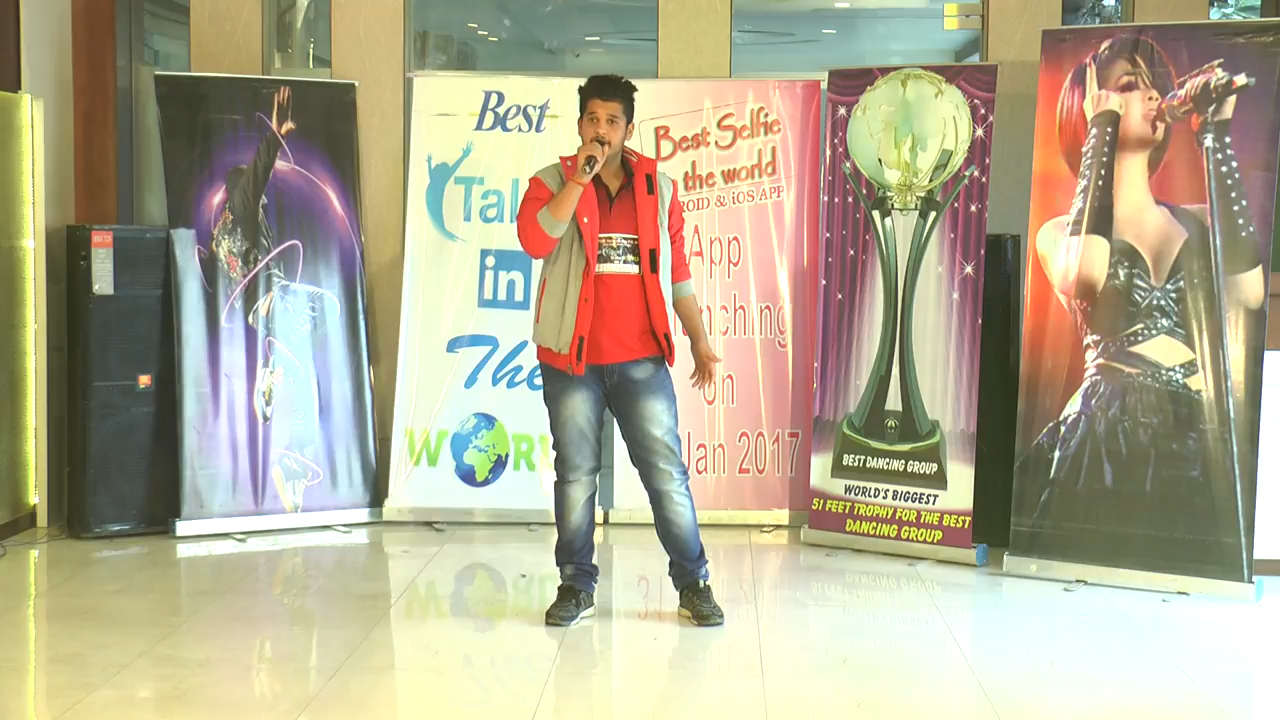 Best
Tal
in
The
WOR
Best Selfie
the world
ROID & iOS APP
App
nching
on
Jan 2017
BEST DANCING GROUP
WORLD'S BIGGEST
51 FEET TROPHY FOR THE BEST
DANCING GROUP